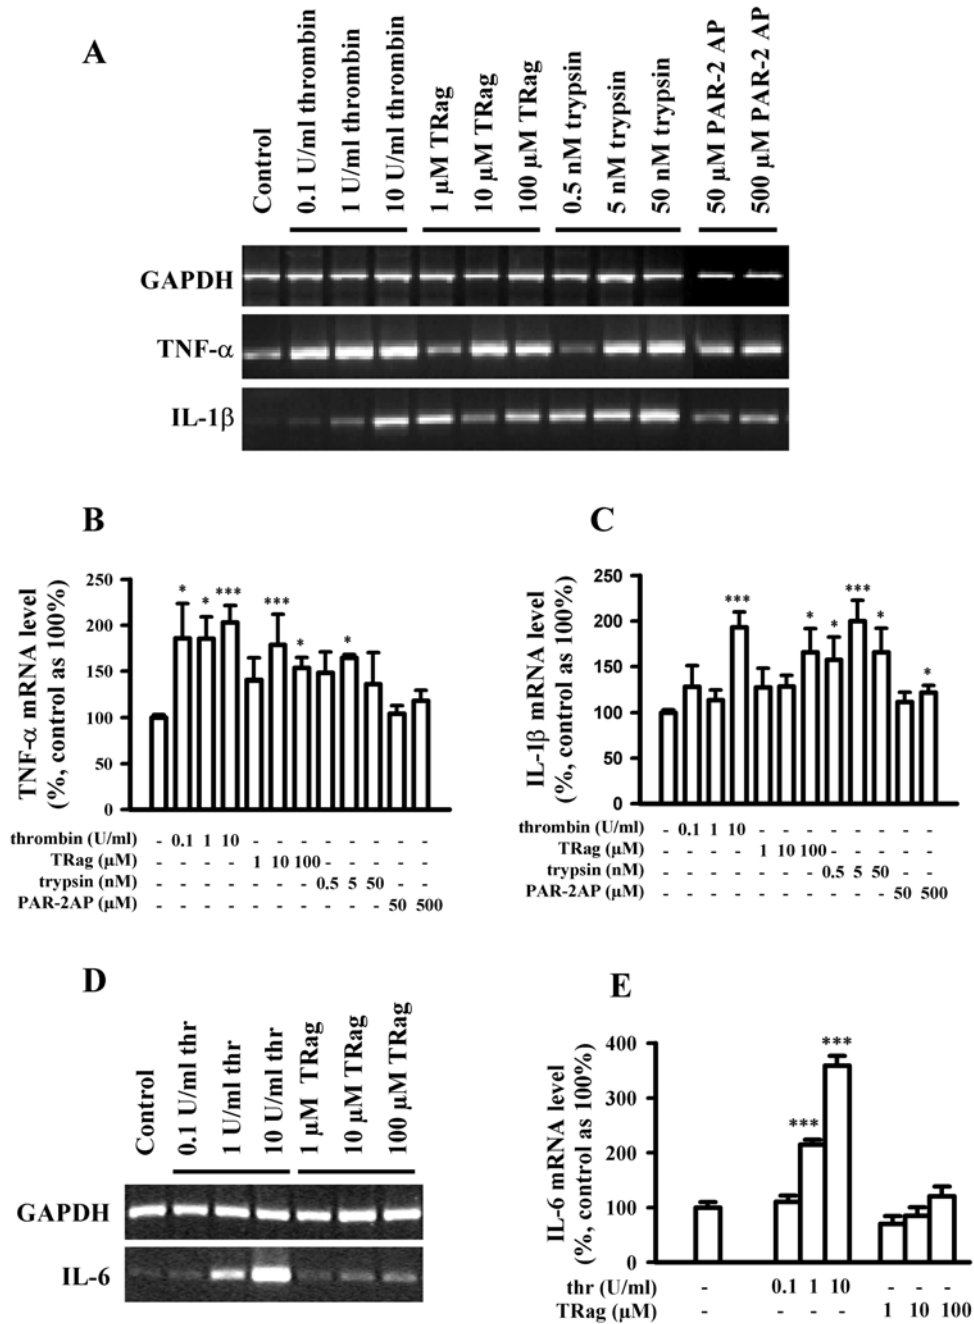 A
Control
0.1 U/ml thrombin
1 U/ml thrombin
10 U/ml thrombin
1 µM TRag
10 µM TRag
100 µM TRag
0.5 nM trypsin
5 nM trypsin
50 nM trypsin
50 µM PAR-2 AP
500 µM PAR-2 AP
GAPDH
TNF-α
IL-1β
B
TNF-α mRNA level
(%, control as 100%)
250
200
150
100
50
0
* * *** *** * *
thrombin (U/ml) - 0.1 1 10 - - - - - - - -
TRag (µM) - - - - 1 10 100 - - - - -
trypsin (nM) - - - - - - - 0.5 5 50 - -
PAR-2AP (µM) - - - - - - - - - - 50 500
C
IL-1β mRNA level
(%, control as 100%)
250
200
150
100
50
0
*** * * *** * *
thrombin (U/ml) - 0.1 1 10 - - - - - - - -
TRag (µM) - - - - 1 10 100 - - - - -
trypsin (nM) - - - - - - - 0.5 5 50 - -
PAR-2AP (µM) - - - - - - - - - - 50 500
D
Control
0.1 U/ml thr
1 U/ml thr
10 U/ml thr
1 µM TRag
10 µM TRag
100 µM TRag
GAPDH
IL-6
E
IL-6 mRNA level
(%, control as 100%)
400
300
200
100
0
*** ***
thr (U/ml) - 0.1 1 10 - - -
TRag (µM) - - - - 1 10 100